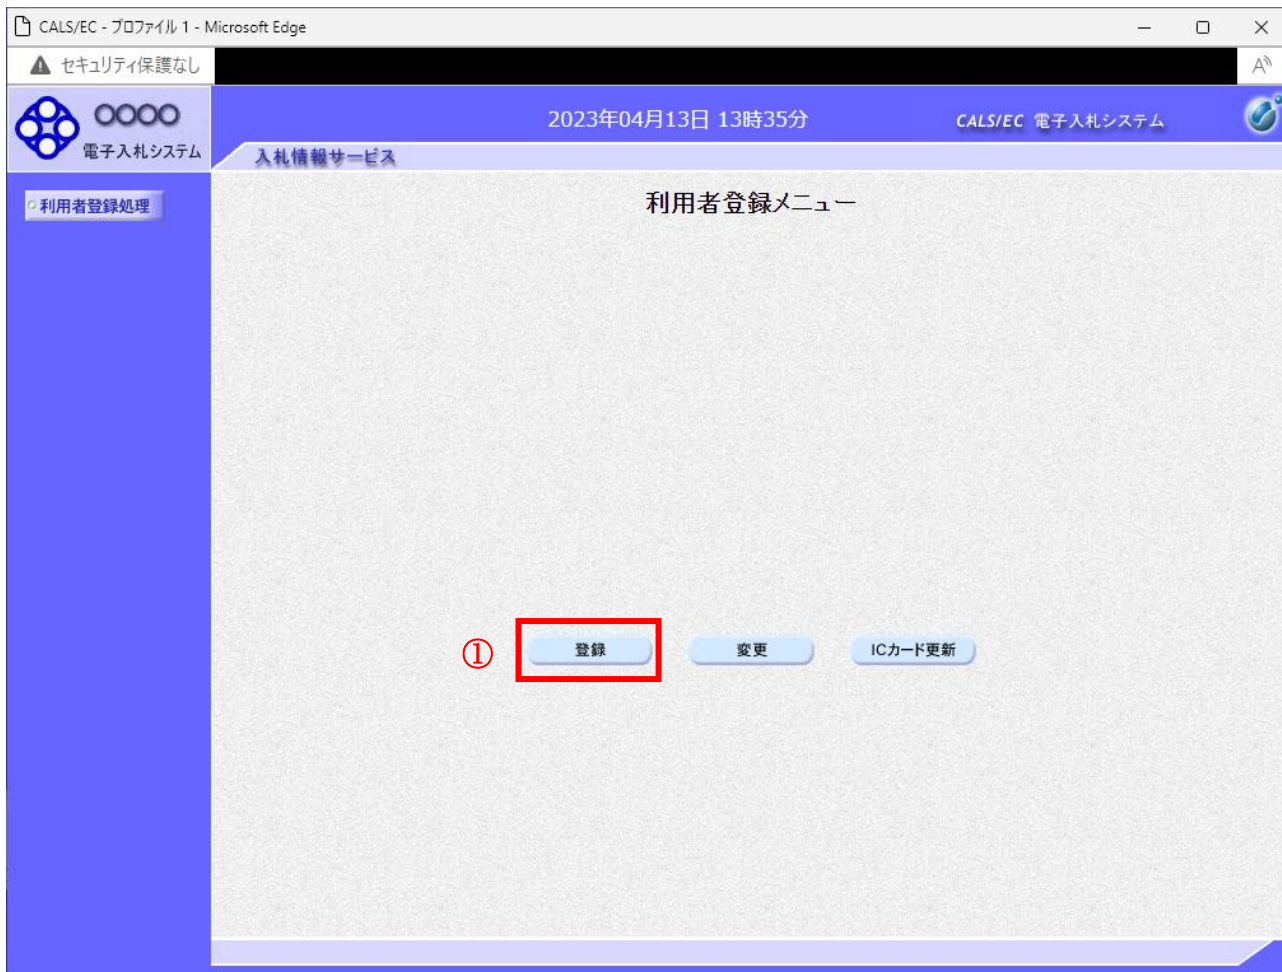 CALS/EC - プロファイル 1 - Microsoft Edge
セキュリティ保護なし
〇〇〇〇
電子入札システム
2023年04月13日 13時35分
CALS/EC 電子入札システム
入札情報サービス
利用者登録処理
利用者登録メニュー
① 登録 変更 ICカード更新